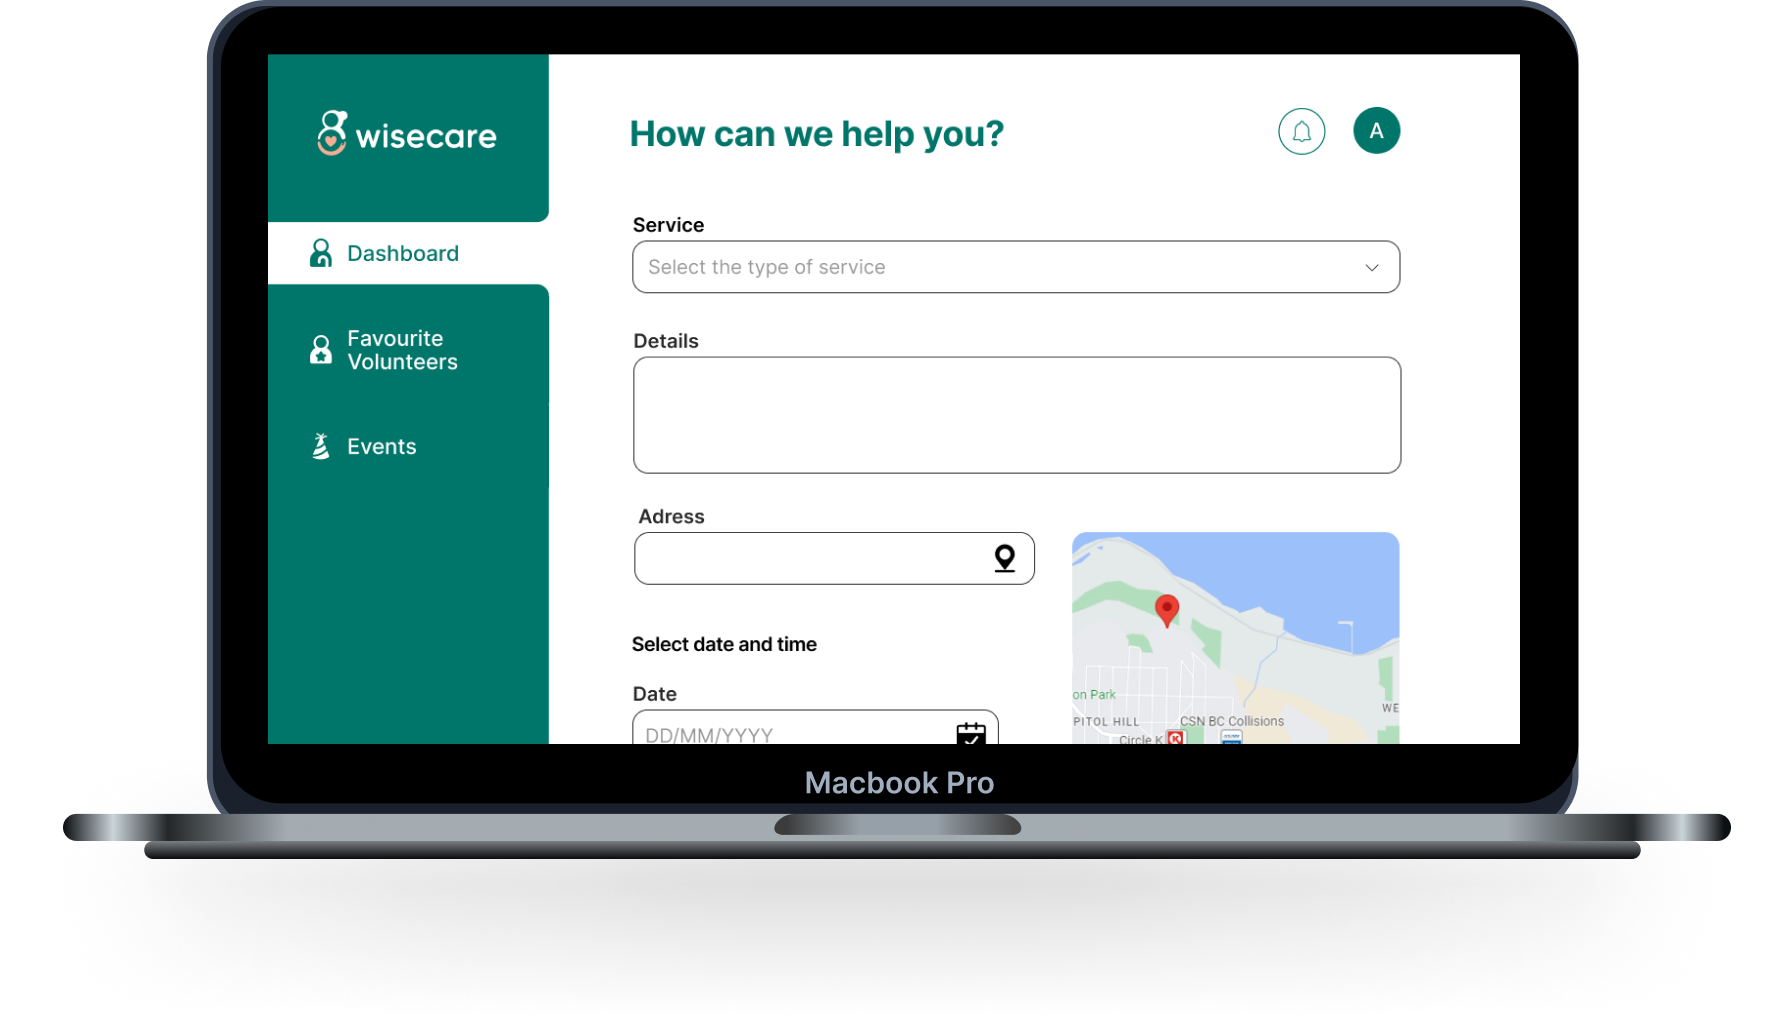 wisecare
How can we help you?
A
Dashboard
Favourite
Volunteers
Events
Service
Select the type of service
Details
Adress
Select date and time
Date
DD/MM/YYYY
on Park
PITOL HILL
CSN BC Collisions
WE
Circle K
Macbook Pro